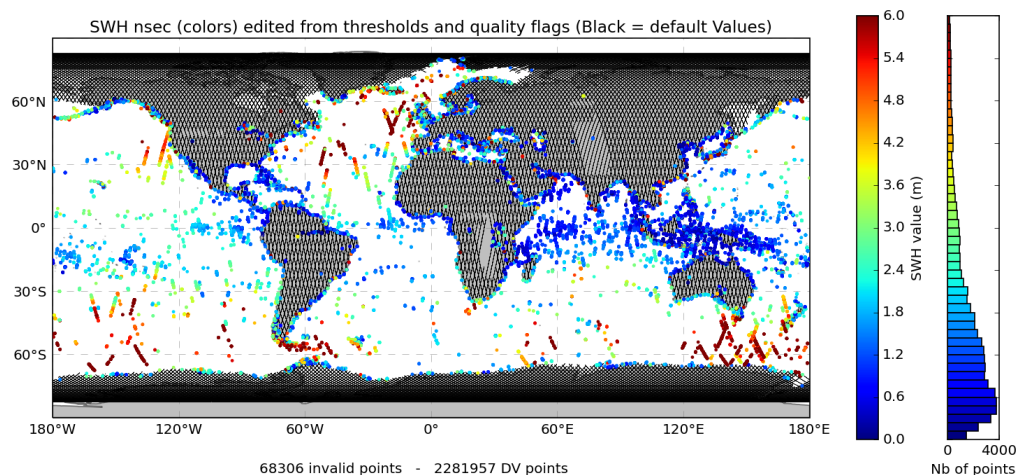 SWH nsec (colors) edited from thresholds and quality flags (Black = default Values)
60°N
30°N
0°
30°S
60°S
180°W 120°W 60°W 0° 60°E 120°E 180°E
6.0
5.4
4.8
4.2
3.6
3.0
2.4
1.8
1.2
0.6
0.0
SWH value (m)
0 4000
Nb of points
68306 invalid points - 2281957 DV points